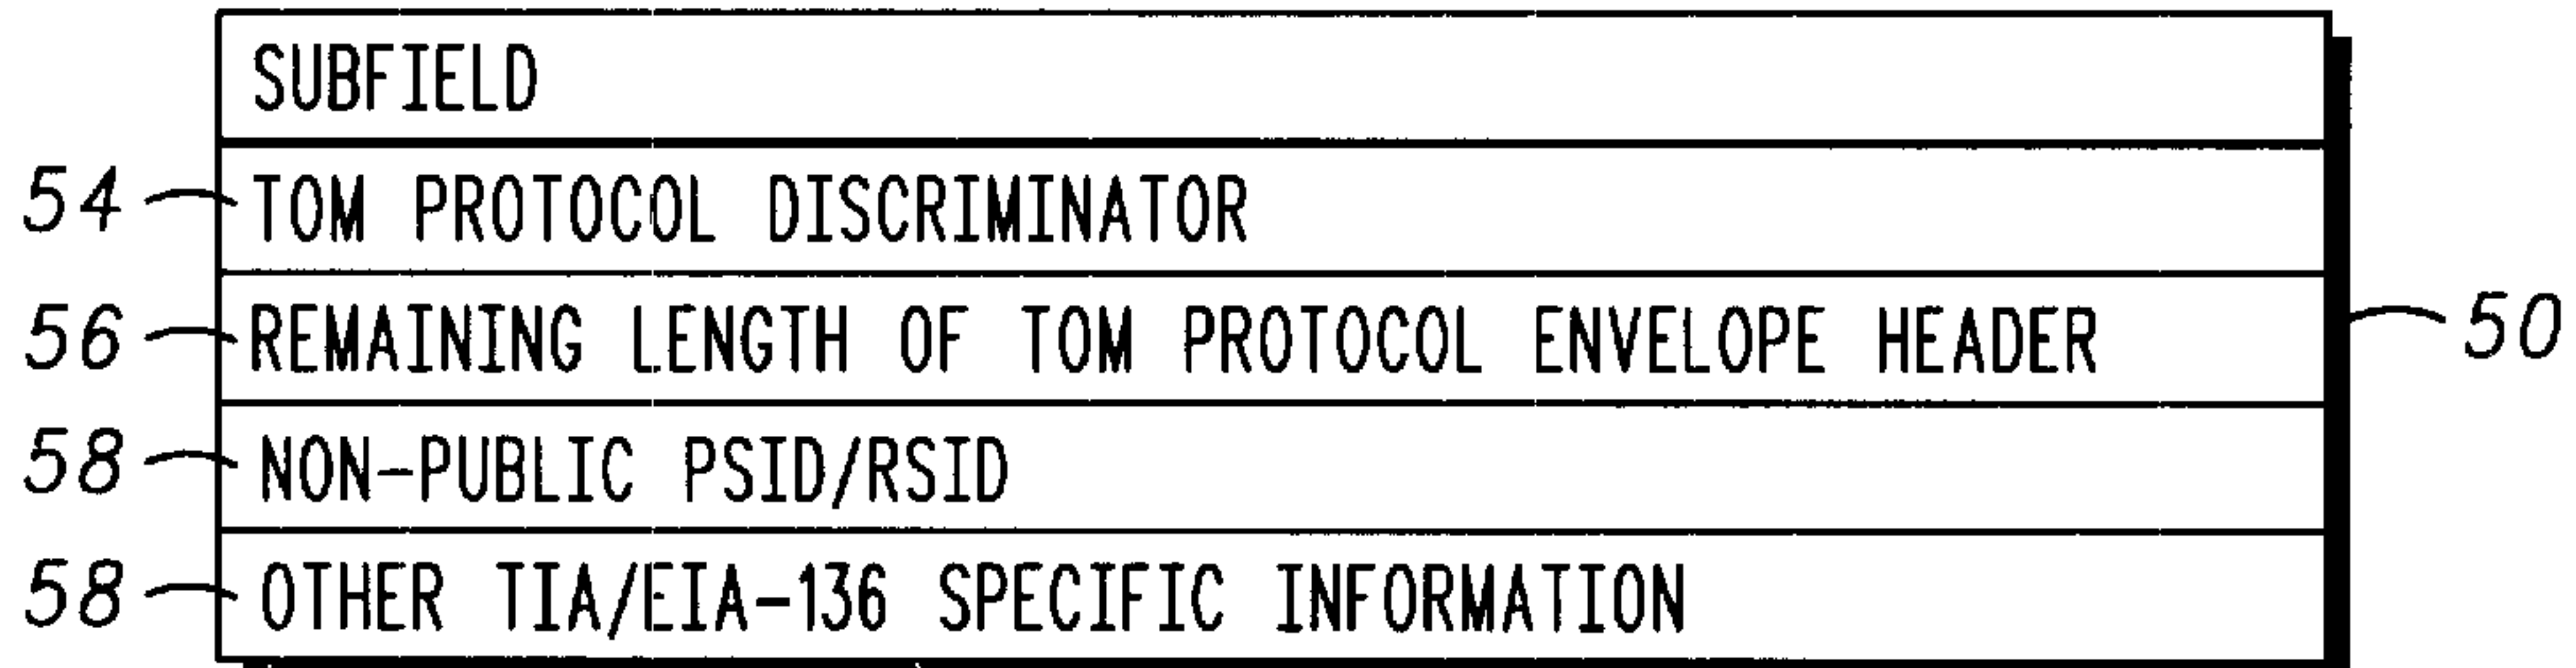 SUBFIELD
54 TOM PROTOCOL DISCRIMINATOR
56 REMAINING LENGTH OF TOM PROTOCOL ENVELOPE HEADER 50
58 NON-PUBLIC PSID/RSID
58 OTHER TIA/EIA-136 SPECIFIC INFORMATION